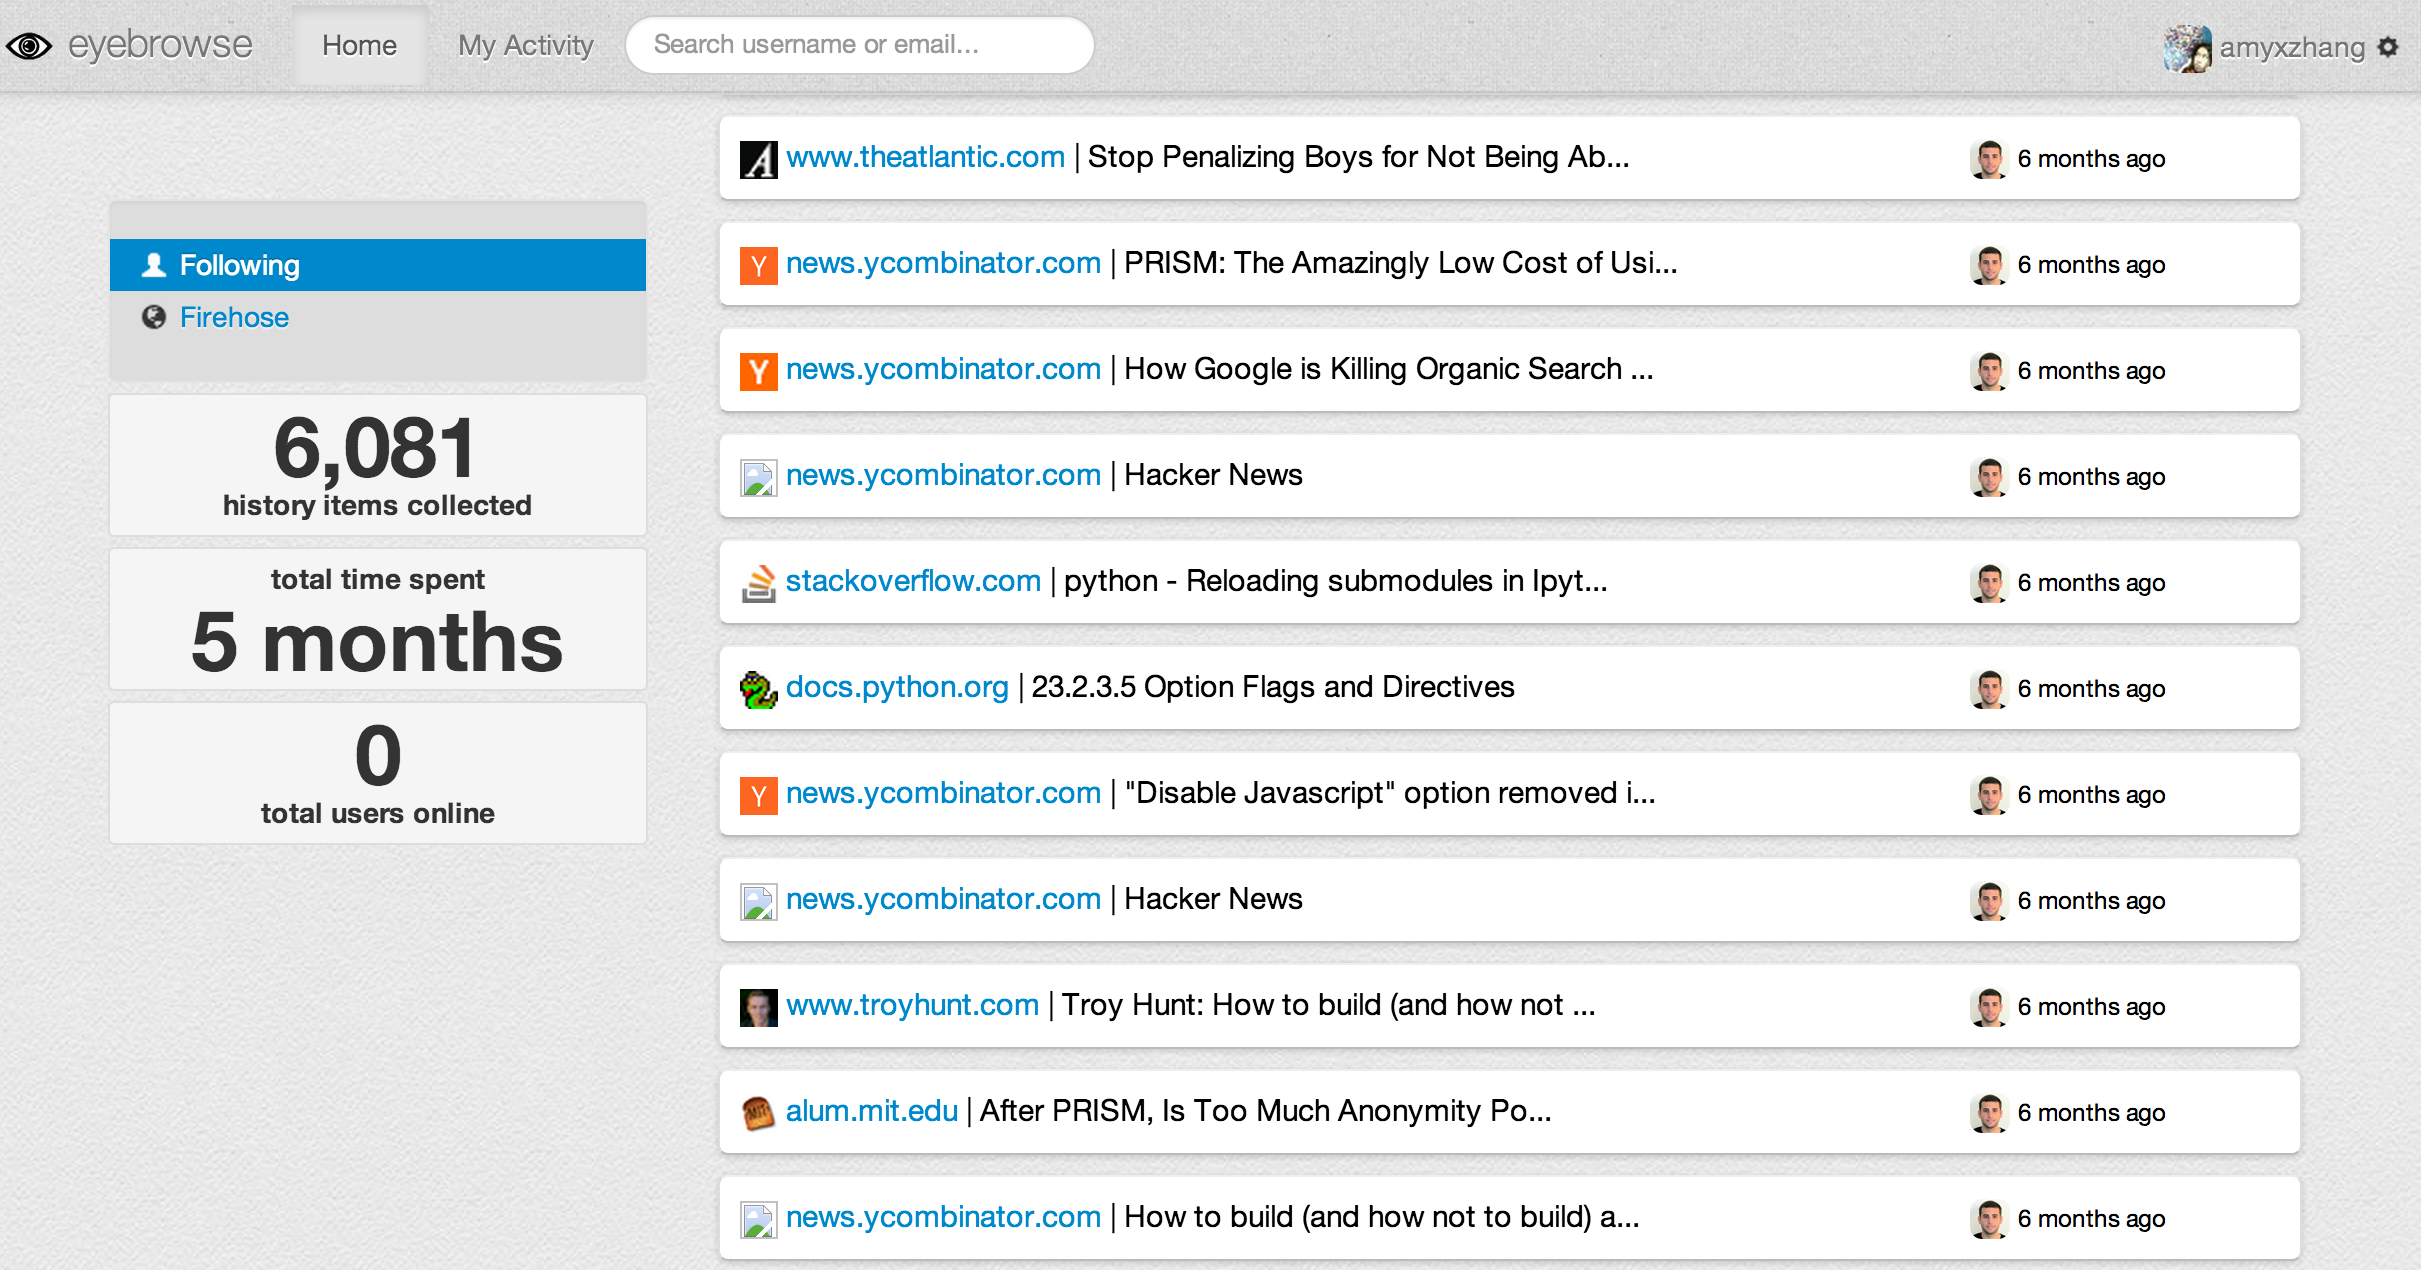 eyebrowse
Home
My Activity
Search username or email...
amyxzhang
Following
Firehose
6,081
history items collected
total time spent
5 months
0
total users online
www.theatlantic.com | Stop Penalizing Boys for Not Being Ab...
6 months ago
news.ycombinator.com | PRISM: The Amazingly Low Cost of Usi...
6 months ago
news.ycombinator.com | How Google is Killing Organic Search ...
6 months ago
news.ycombinator.com | Hacker News
6 months ago
stackoverflow.com | python - Reloading submodules in Ipyt...
6 months ago
docs.python.org | 23.2.3.5 Option Flags and Directives
6 months ago
news.ycombinator.com | "Disable Javascript" option removed i...
6 months ago
news.ycombinator.com | Hacker News
6 months ago
www.troyhunt.com | Troy Hunt: How to build (and how not ...
6 months ago
alum.mit.edu | After PRISM, Is Too Much Anonymity Po...
6 months ago
news.ycombinator.com | How to build (and how not to build) a...
6 months ago